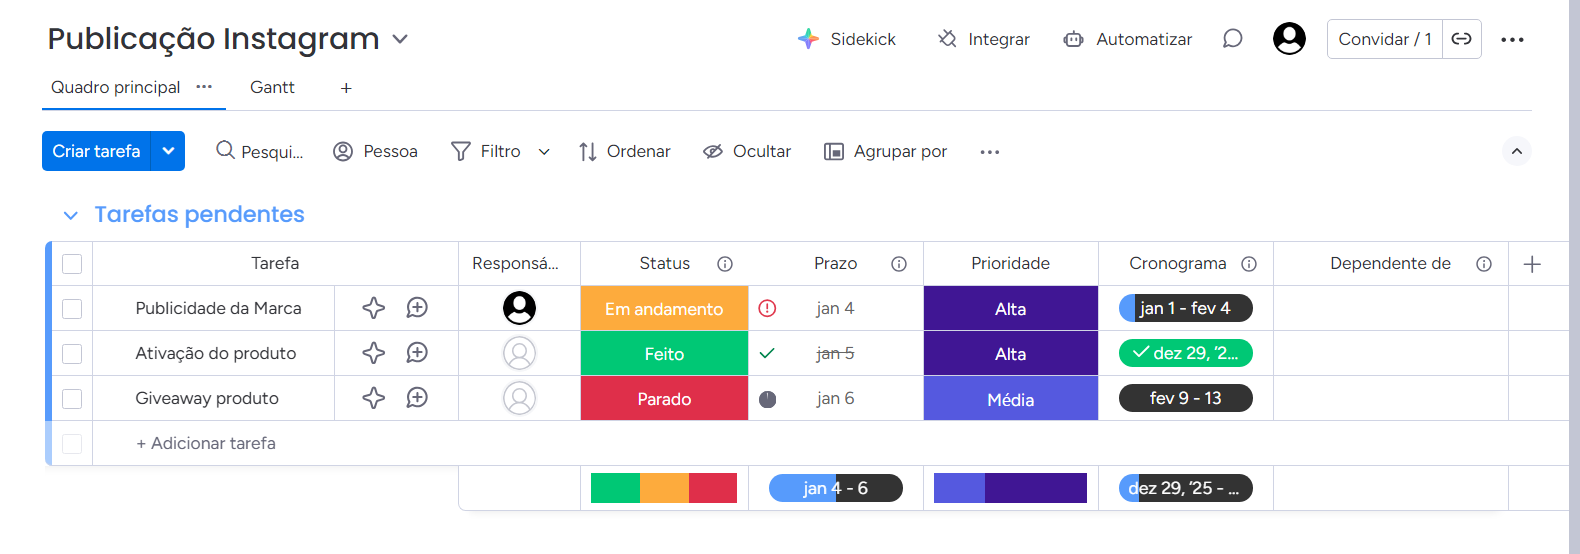 Publicação Instagram
Sidekick
Integrar
Automatizar
Convidar / 1
Quadro principal
Gantt
+
Criar tarefa
Pesqui...
Pessoa
Filtro
Ordenar
Ocultar
Agrupar por
Tarefas pendentes
Tarefa Responsá... Status Prazo Prioridade Cronograma Dependente de
Publicidade da Marca Em andamento jan 4 Alta jan 1 - fev 4
Ativação do produto Feito jan 5 Alta dez 29, ’2...
Giveaway produto Parado jan 6 Média fev 9 - 13
+ Adicionar tarefa
jan 4 - 6 dez 29, ’25 - ...